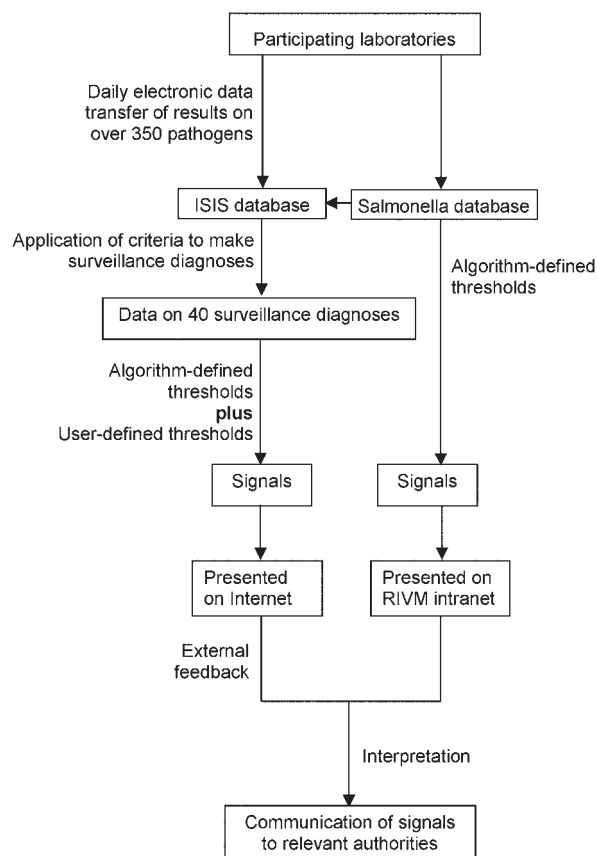 Participating laboratories
Daily electronic data
transfer of results on
over 350 pathogens
ISIS database
Salmonella database
Application of criteria to make
surveillance diagnoses
Algorithm-defined
thresholds
Data on 40 surveillance diagnoses
Algorithm-defined
thresholds
plus
User-defined thresholds
Signals
Signals
Presented
on Internet
Presented on
RIVM intranet
External
feedback
Interpretation
Communication of signals
to relevant authorities